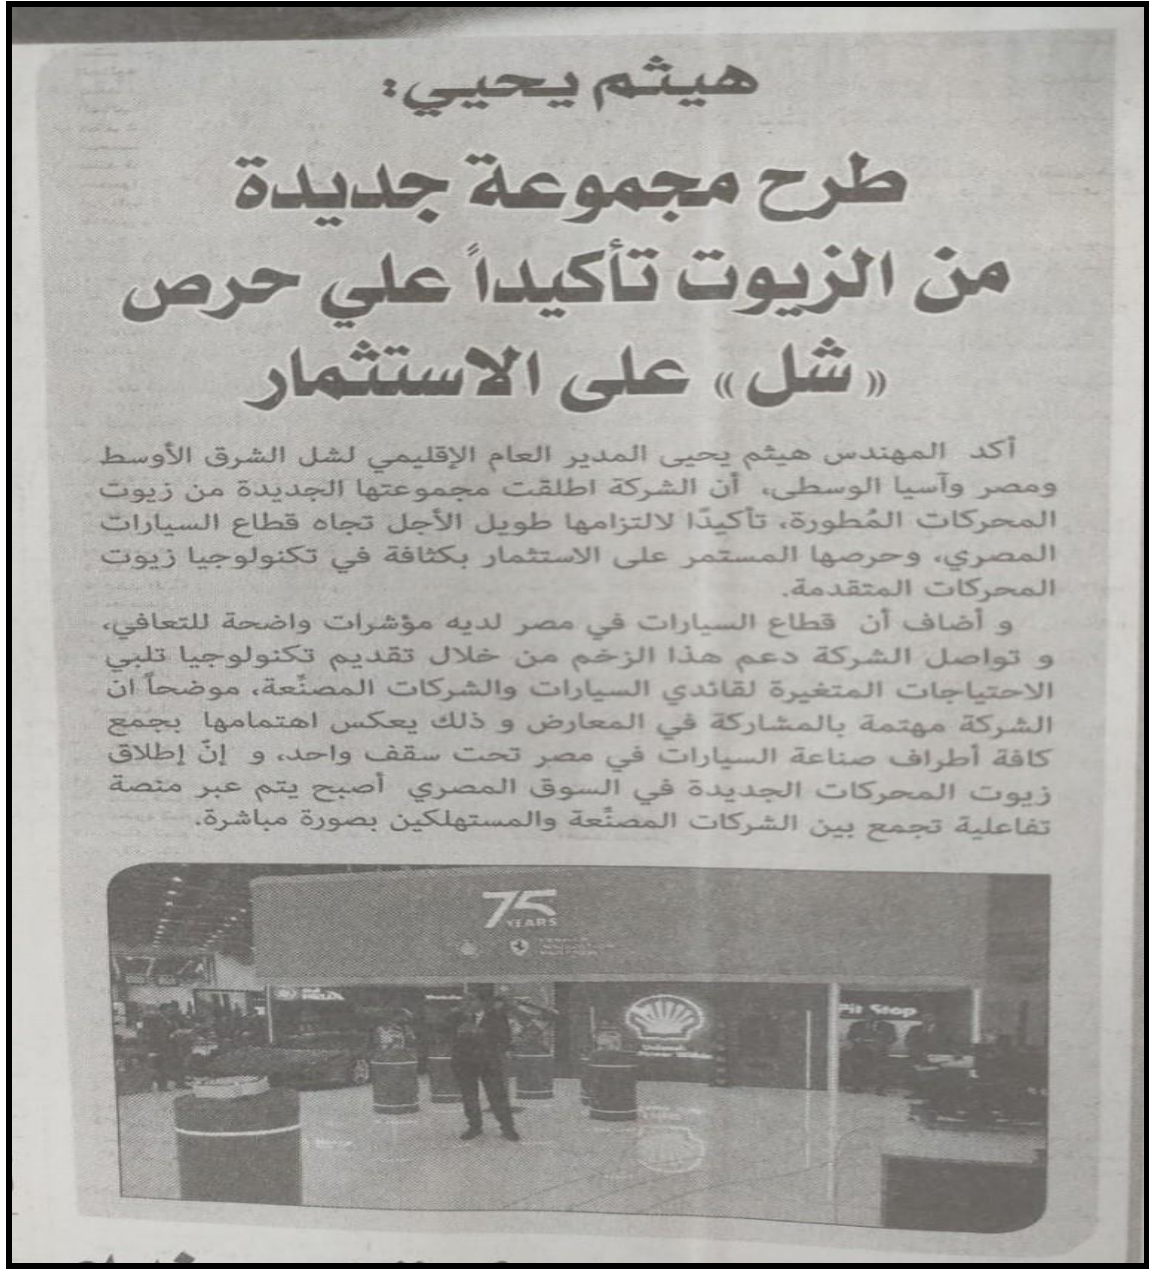 هيثم يحيي:
طرح مجموعة جديدة
من الزيوت تأكيداً علي حرص
«شل» على الاستثمار
أكد المهندس هيثم يحيى المدير العام الإقليمي لشل الشرق الأوسط
ومصر وآسيا الوسطى، أن الشركة اطلقت مجموعتها الجديدة من زيوت
المحركات المُطورة، تأكيدًا لالتزامها طويل الأجل تجاه قطاع السيارات
المصري، وحرصها المستمر على الاستثمار بكثافة في تكنولوجيا زيوت
المحركات المتقدمة.
و أضاف أن قطاع السيارات في مصر لديه مؤشرات واضحة للتعافي،
و تواصل الشركة دعم هذا الزخم من خلال تقديم تكنولوجيا تلبي
الاحتياجات المتغيرة لقائدي السيارات والشركات المصنِّعة، موضحاً ان
الشركة مهتمة بالمشاركة في المعارض و ذلك يعكس اهتمامها بجمع
كافة أطراف صناعة السيارات في مصر تحت سقف واحد، و إنّ إطلاق
زيوت المحركات الجديدة في السوق المصري أصبح يتم عبر منصة
تفاعلية تجمع بين الشركات المصنِّعة والمستهلكين بصورة مباشرة.
75
YEARS
Pit Stop